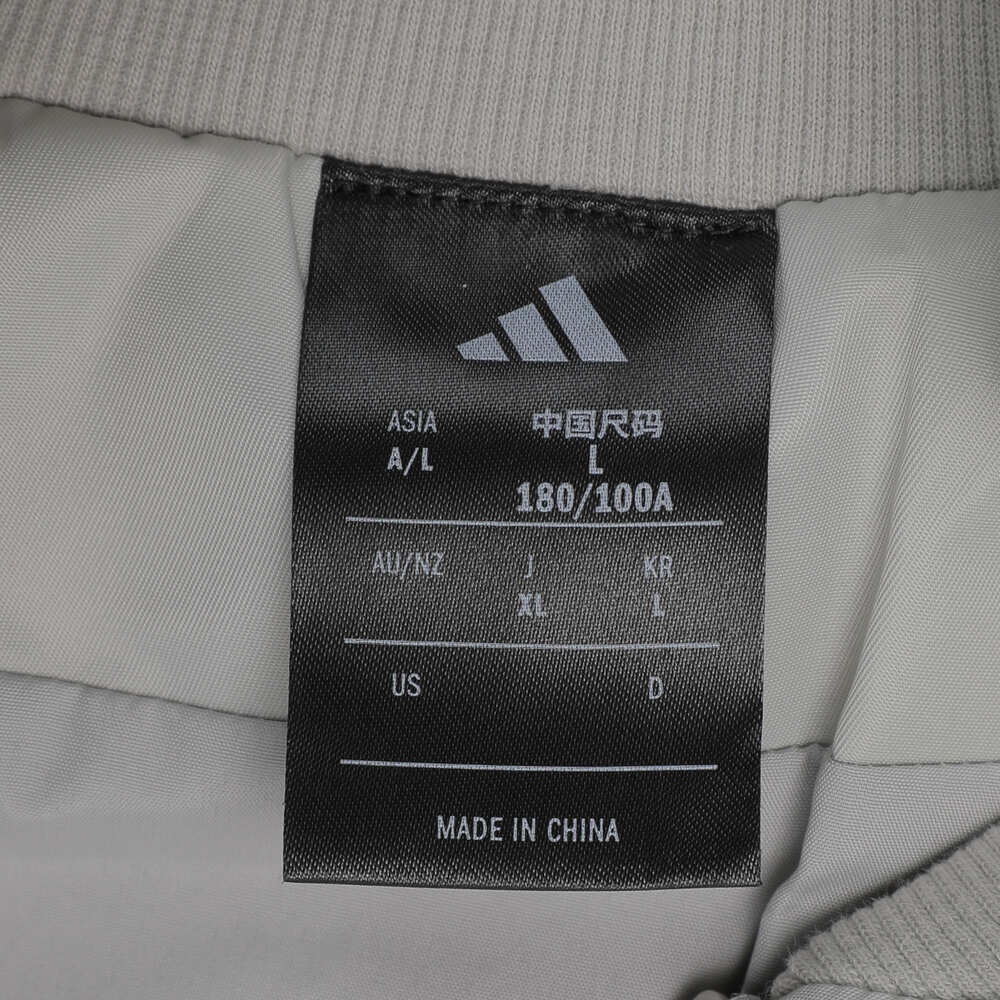 ASIA 中国尺码
A/L L
180/100A
AU/NZ J KR
XL L
US D
MADE IN CHINA